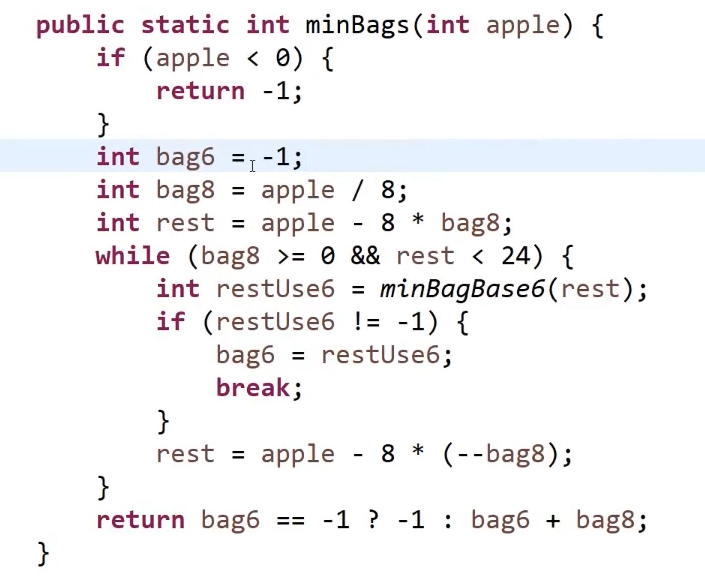 public static int minBags(int apple) {
    if (apple < 0) {
        return -1;
    }
    int bag6 = -1;
    int bag8 = apple / 8;
    int rest = apple - 8 * bag8;
    while (bag8 >= 0 && rest < 24) {
        int restUse6 = minBagBase6(rest);
        if (restUse6 != -1) {
            bag6 = restUse6;
            break;
        }
        rest = apple - 8 * (--bag8);
    }
    return bag6 == -1 ? -1 : bag6 + bag8;
}